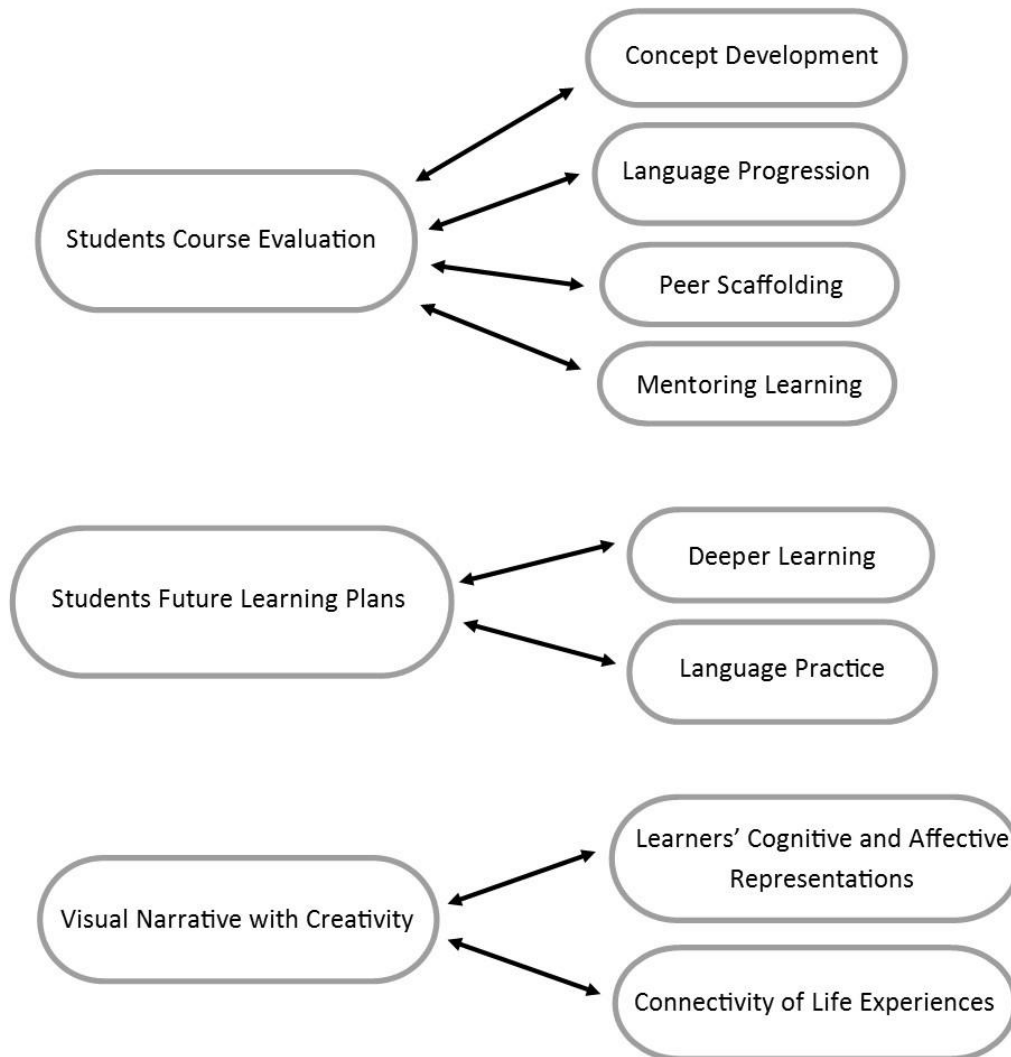 Concept Development
Language Progression
Students Course Evaluation
Peer Scaffolding
Mentoring Learning
Deeper Learning
Students Future Learning Plans
Language Practice
Learners’ Cognitive and Affective
Representations
Visual Narrative with Creativity
Connectivity of Life Experiences